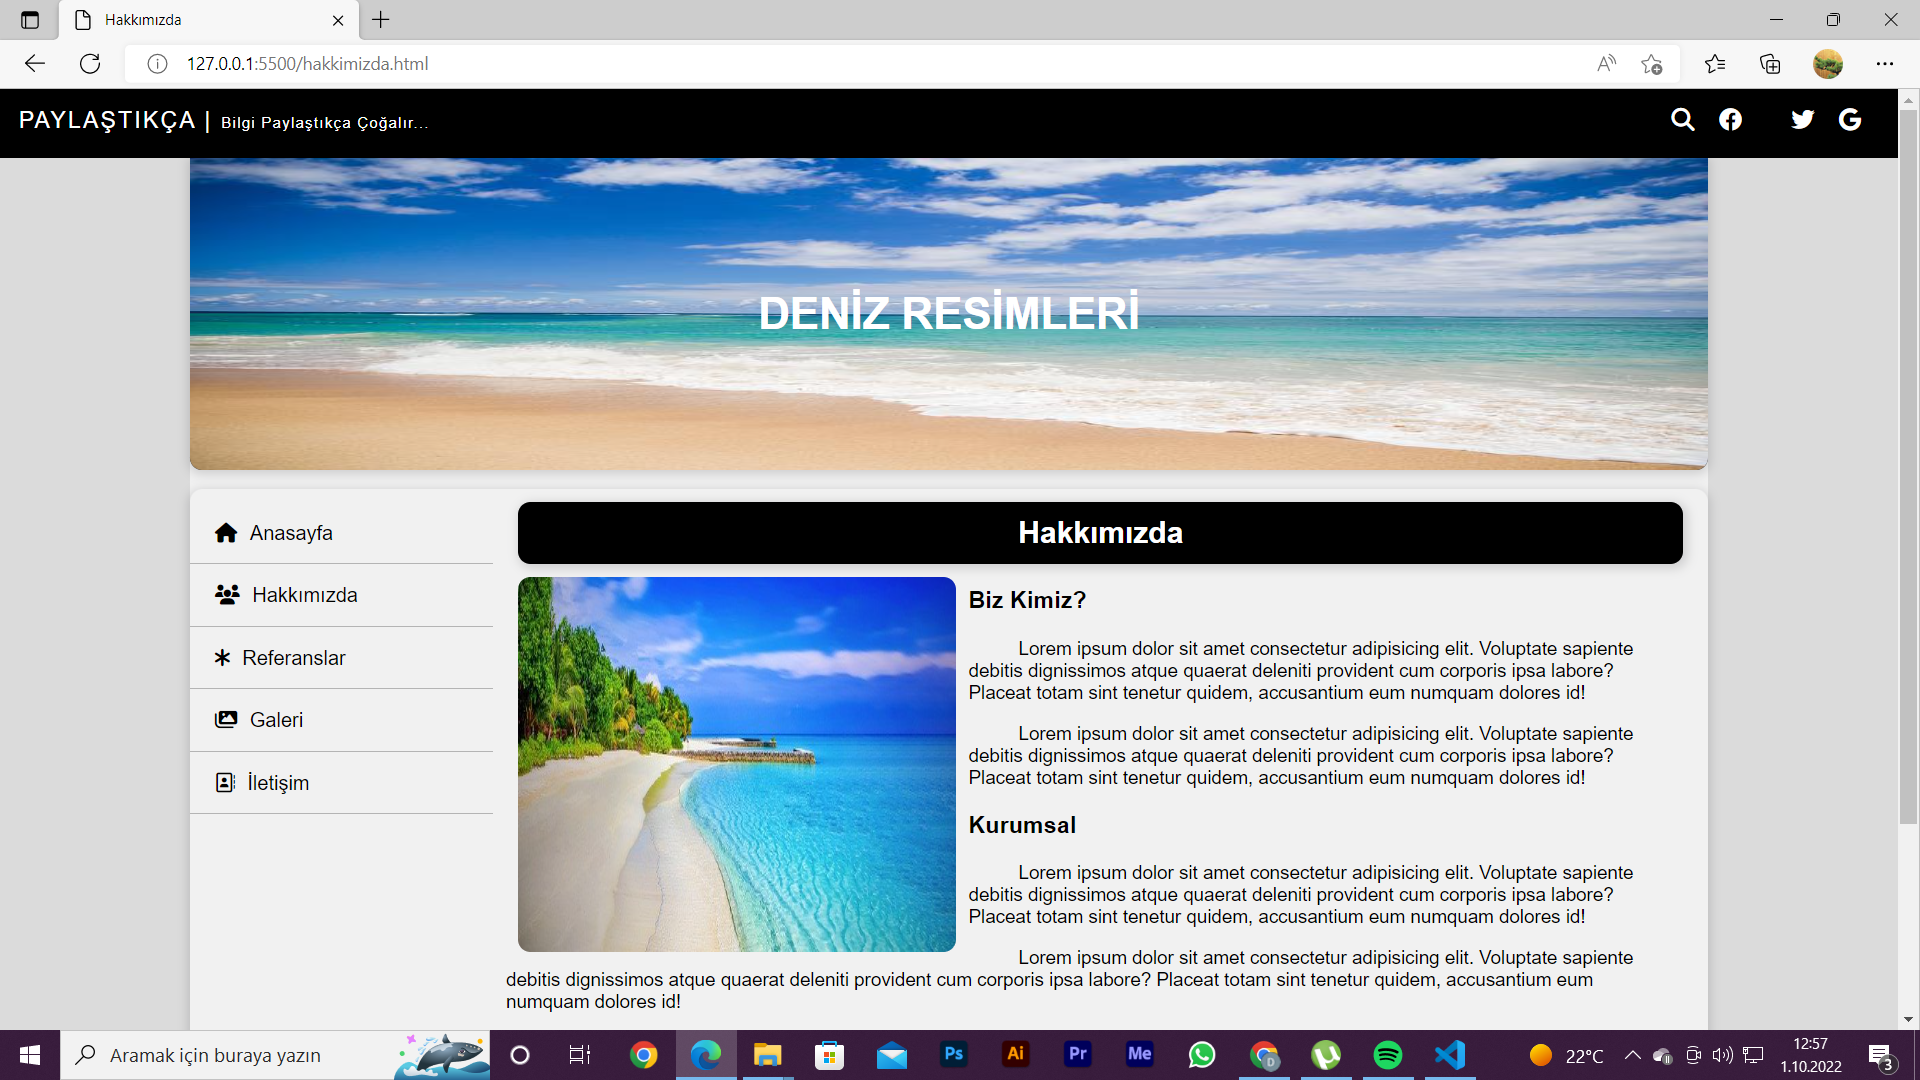 Hakkımızda
127.0.0.1:5500/hakkimizda.html
PAYLAŞTIKÇA | Bilgi Paylaştıkça Çoğalır...
DENİZ RESİMLERİ
Anasayfa
Hakkımızda
Referanslar
Galeri
İletişim
Hakkımızda
Biz Kimiz?
Lorem ipsum dolor sit amet consectetur adipisicing elit. Voluptate sapiente
debitis dignissimos atque quaerat deleniti provident cum corporis ipsa labore?
Placeat totam sint tenetur quidem, accusantium eum numquam dolores id!
Lorem ipsum dolor sit amet consectetur adipisicing elit. Voluptate sapiente
debitis dignissimos atque quaerat deleniti provident cum corporis ipsa labore?
Placeat totam sint tenetur quidem, accusantium eum numquam dolores id!
Kurumsal
Lorem ipsum dolor sit amet consectetur adipisicing elit. Voluptate sapiente
debitis dignissimos atque quaerat deleniti provident cum corporis ipsa labore?
Placeat totam sint tenetur quidem, accusantium eum numquam dolores id!
Lorem ipsum dolor sit amet consectetur adipisicing elit. Voluptate sapiente
debitis dignissimos atque quaerat deleniti provident cum corporis ipsa labore? Placeat totam sint tenetur quidem, accusantium eum
numquam dolores id!
Aramak için buraya yazın
Ps
Ai
Pr
Me
D
22°C
12:57
1.10.2022
3